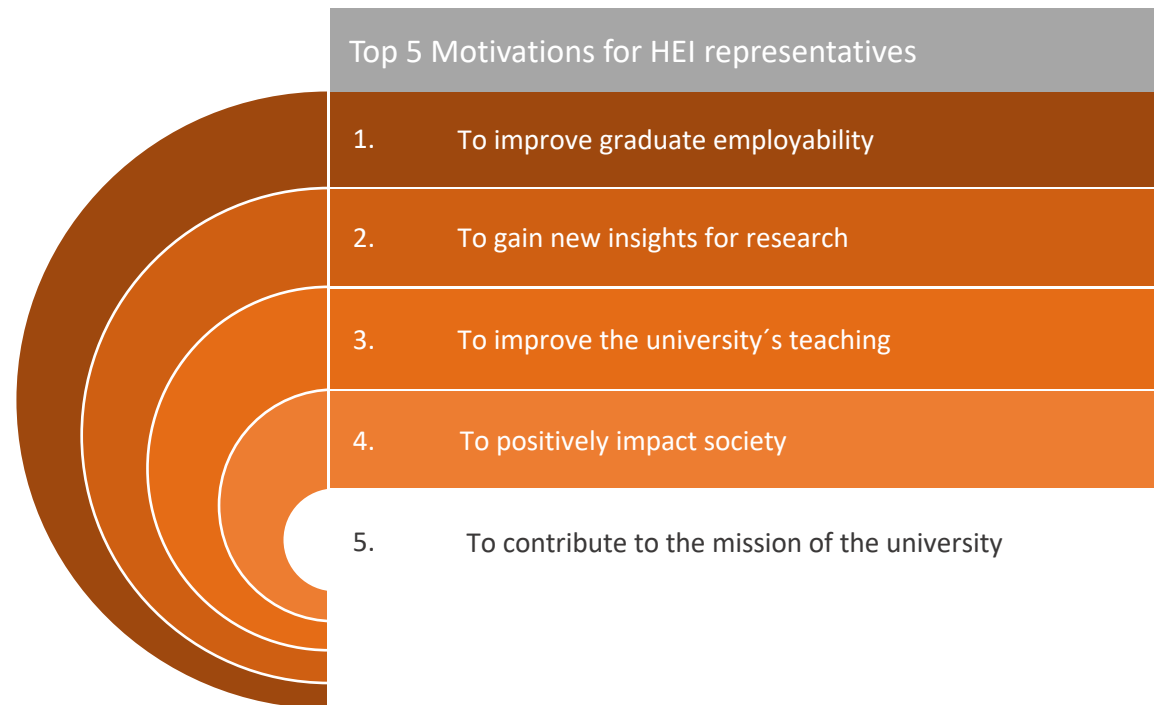 Top 5 Motivations for HEI representatives
1. To improve graduate employability
2. To gain new insights for research
3. To improve the university´s teaching
4. To positively impact society
5. To contribute to the mission of the university